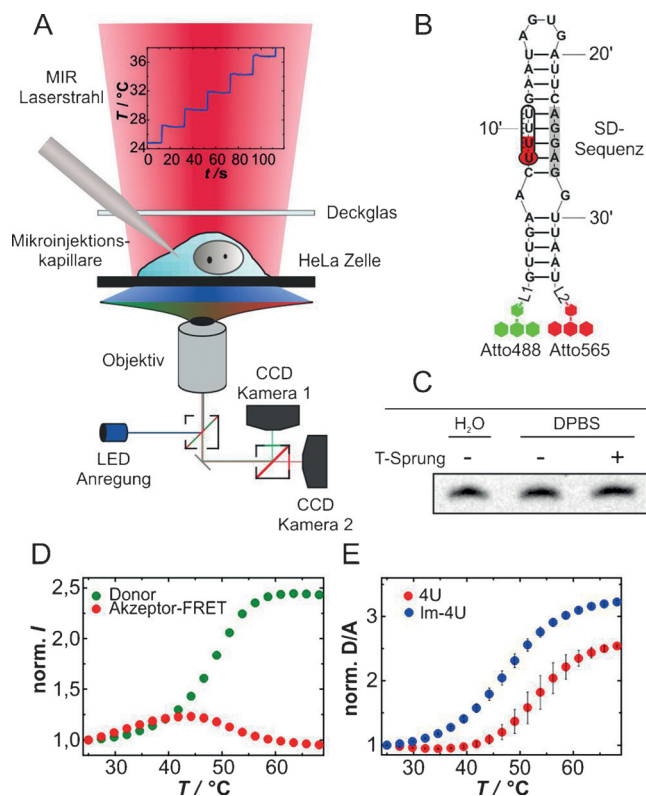 A
MIR
Laserstrahl
T / °C
36
32
28
24
0 40 80 120
t /s
Deckglas
Mikroinjektions-
kapillare
HeLa Zelle
Objektiv
CCD
Kamera 1
LED
Anregung
CCD
Kamera 2
B
GUUGAACUUUUGAAUAGUGAUUCAGGAGGUUAAU
20'
10'
SD-
Sequenz
30'
L1 L2
Atto488 Atto565
C
H₂O DPBS
T-Sprung - - +
D
Donor
Akzeptor-FRET
norm. I
2,5
2,0
1,5
1,0
30 40 50 60
T / °C
E
4U
Im-4U
norm. D/A
3
2
1
30 40 50 60
T / °C